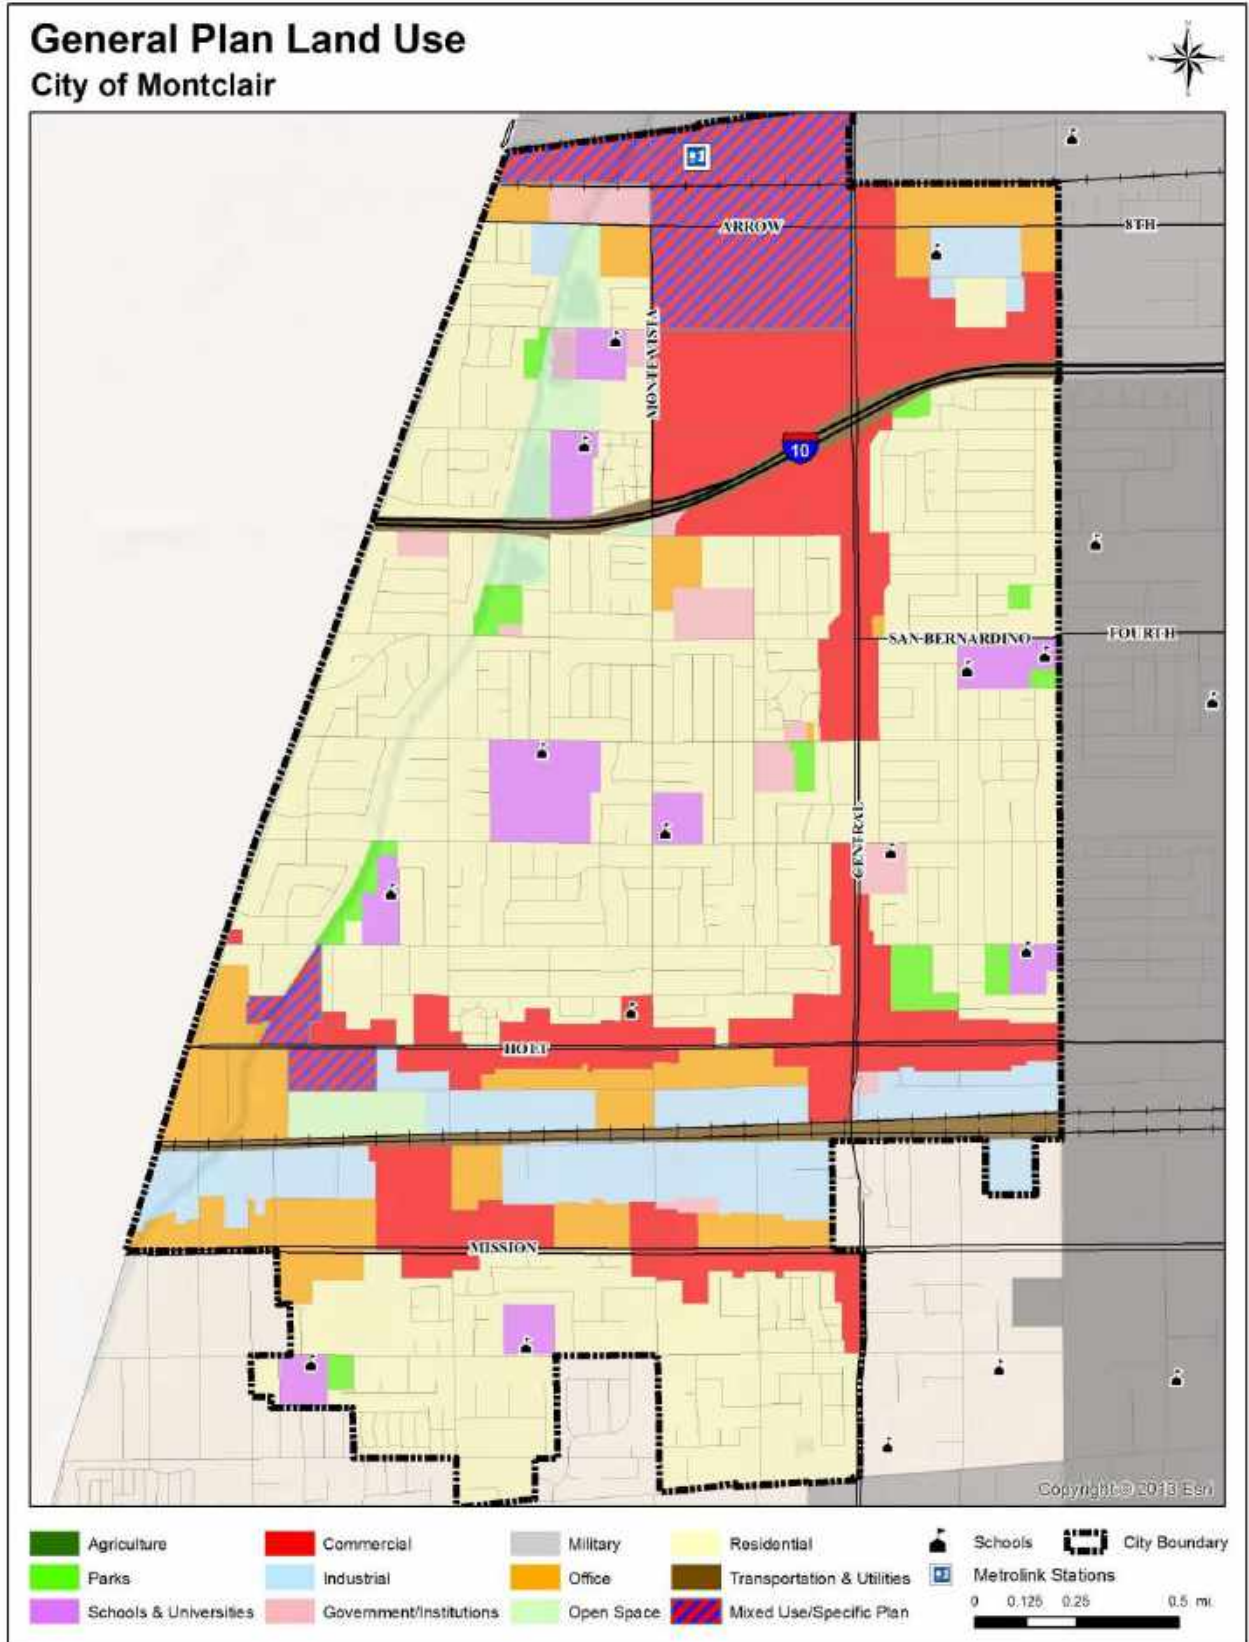 General Plan Land Use
City of Montclair
N
W E
S
ARROW
8TH
MONTEVISTA
10
SAN BERNARDINO
FOURTH
CENTRAL
HOLT
MISSION
Copyright © 2013 Esri
Agriculture Commercial Military Residential Schools City Boundary
Parks Industrial Office Transportation & Utilities Metrolink Stations
Schools & Universities Government/Institutions Open Space Mixed Use/Specific Plan 0 0.125 0.25 0.5 mi.